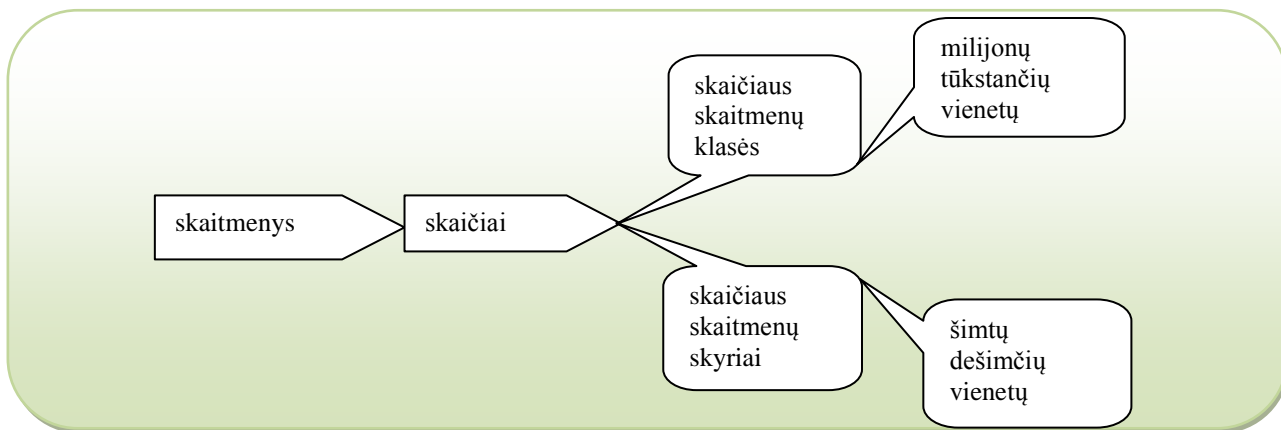 skaitmenys
skaičiai
skaičiaus
skaitmenų
klasės
milijonų
tūkstančių
vienetų
skaičiaus
skaitmenų
skyriai
šimtų
dešimčių
vienetų